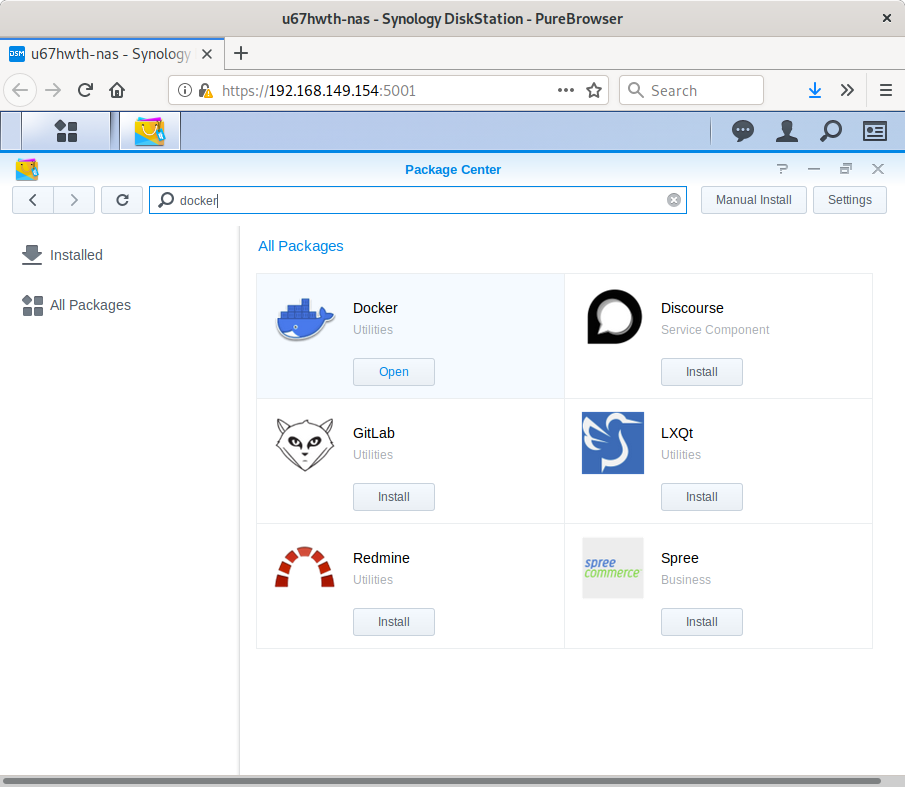 u67hwth-nas - Synology DiskStation - PureBrowser
DSM u67hwth-nas - Synology
https://192.168.149.154:5001
Search
Package Center
docker
Manual Install
Settings
Installed
All Packages
All Packages
Docker
Utilities
Open
Discourse
Service Component
Install
GitLab
Utilities
Install
LXQt
Utilities
Install
Redmine
Utilities
Install
spree
commerce
Spree
Business
Install